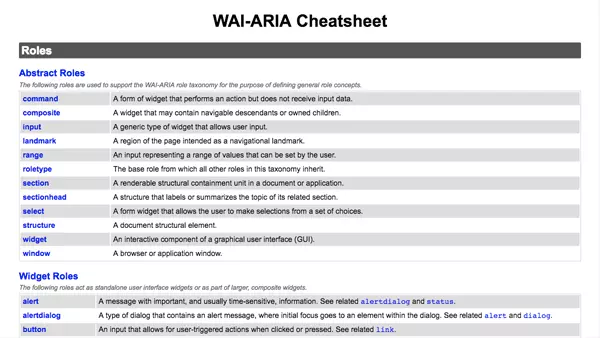 WAI-ARIA Cheatsheet
Roles
Abstract Roles
The following roles are used to support the WAI-ARIA role taxonomy for the purpose of defining general role concepts.
command A form of widget that performs an action but does not receive input data.
composite A widget that may contain navigable descendants or owned children.
input A generic type of widget that allows user input.
landmark A region of the page intended as a navigational landmark.
range An input representing a range of values that can be set by the user.
roletype The base role from which all other roles in this taxonomy inherit.
section A renderable structural containment unit in a document or application.
sectionhead A structure that labels or summarizes the topic of its related section.
select A form widget that allows the user to make selections from a set of choices.
structure A document structural element.
widget An interactive component of a graphical user interface (GUI).
window A browser or application window.
Widget Roles
The following roles act as standalone user interface widgets or as part of larger, composite widgets.
alert A message with important, and usually time-sensitive, information. See related alertdialog and status.
alertdialog A type of dialog that contains an alert message, where initial focus goes to an element within the dialog. See related alert and dialog.
button An input that allows for user-triggered actions when clicked or pressed. See related link.